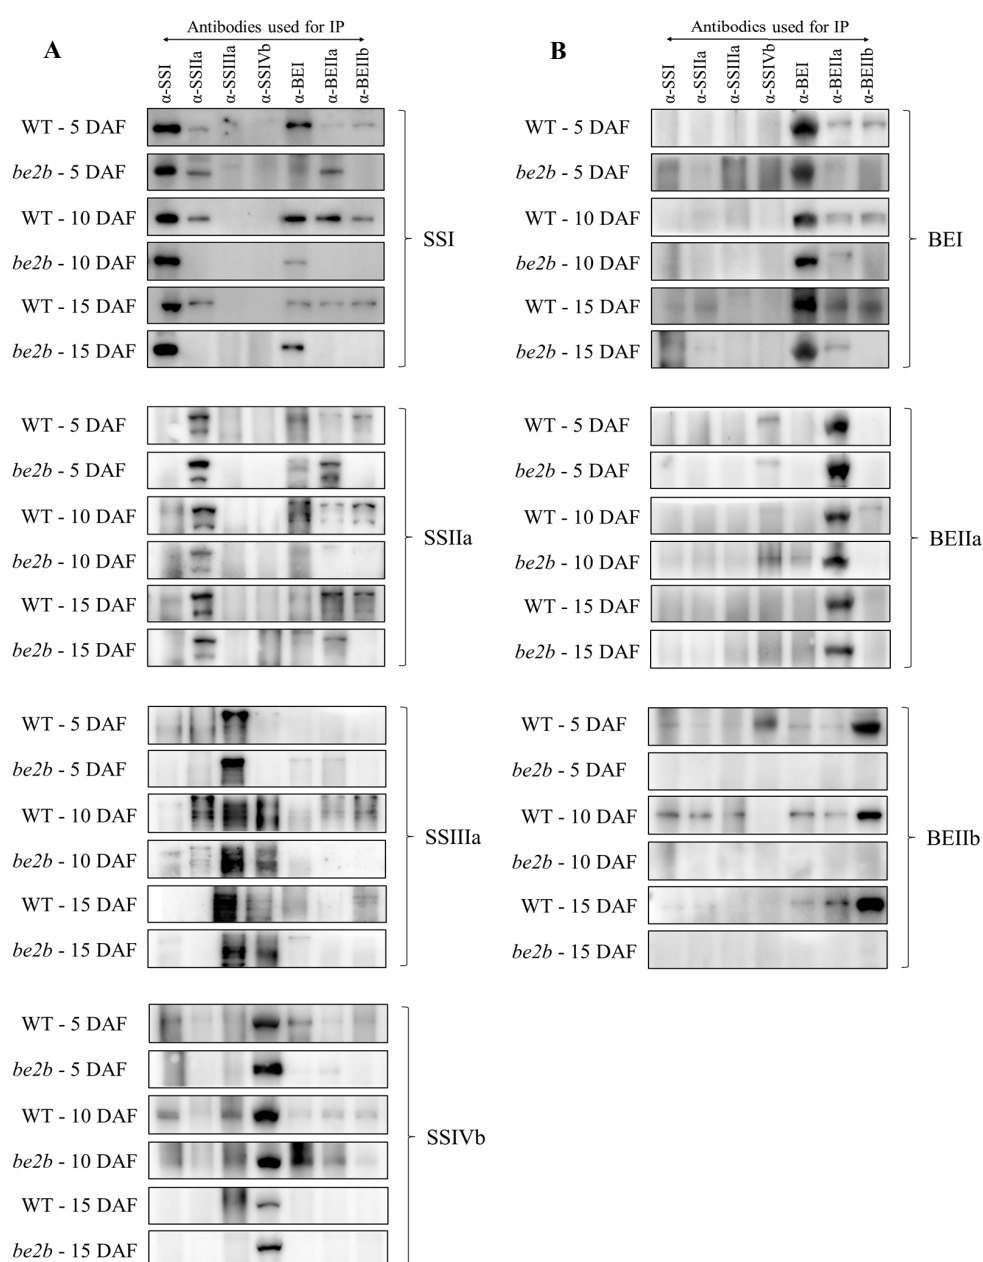 A
Antibodies used for IP
α-SSI
α-SSIIa
α-SSIIIa
α-SSIVb
α-BEI
α-BEIIa
α-BEIIb
WT - 5 DAF
be2b - 5 DAF
WT - 10 DAF
be2b - 10 DAF
WT - 15 DAF
be2b - 15 DAF
SSI
WT - 5 DAF
be2b - 5 DAF
WT - 10 DAF
be2b - 10 DAF
WT - 15 DAF
be2b - 15 DAF
SSIIa
WT - 5 DAF
be2b - 5 DAF
WT - 10 DAF
be2b - 10 DAF
WT - 15 DAF
be2b - 15 DAF
SSIIIa
WT - 5 DAF
be2b - 5 DAF
WT - 10 DAF
be2b - 10 DAF
WT - 15 DAF
be2b - 15 DAF
SSIVb
B
Antibodies used for IP
α-SSI
α-SSIIa
α-SSIIIa
α-SSIVb
α-BEI
α-BEIIa
α-BEIIb
WT - 5 DAF
be2b - 5 DAF
WT - 10 DAF
be2b - 10 DAF
WT - 15 DAF
be2b - 15 DAF
BEI
WT - 5 DAF
be2b - 5 DAF
WT - 10 DAF
be2b - 10 DAF
WT - 15 DAF
be2b - 15 DAF
BEIIa
WT - 5 DAF
be2b - 5 DAF
WT - 10 DAF
be2b - 10 DAF
WT - 15 DAF
be2b - 15 DAF
BEIIb